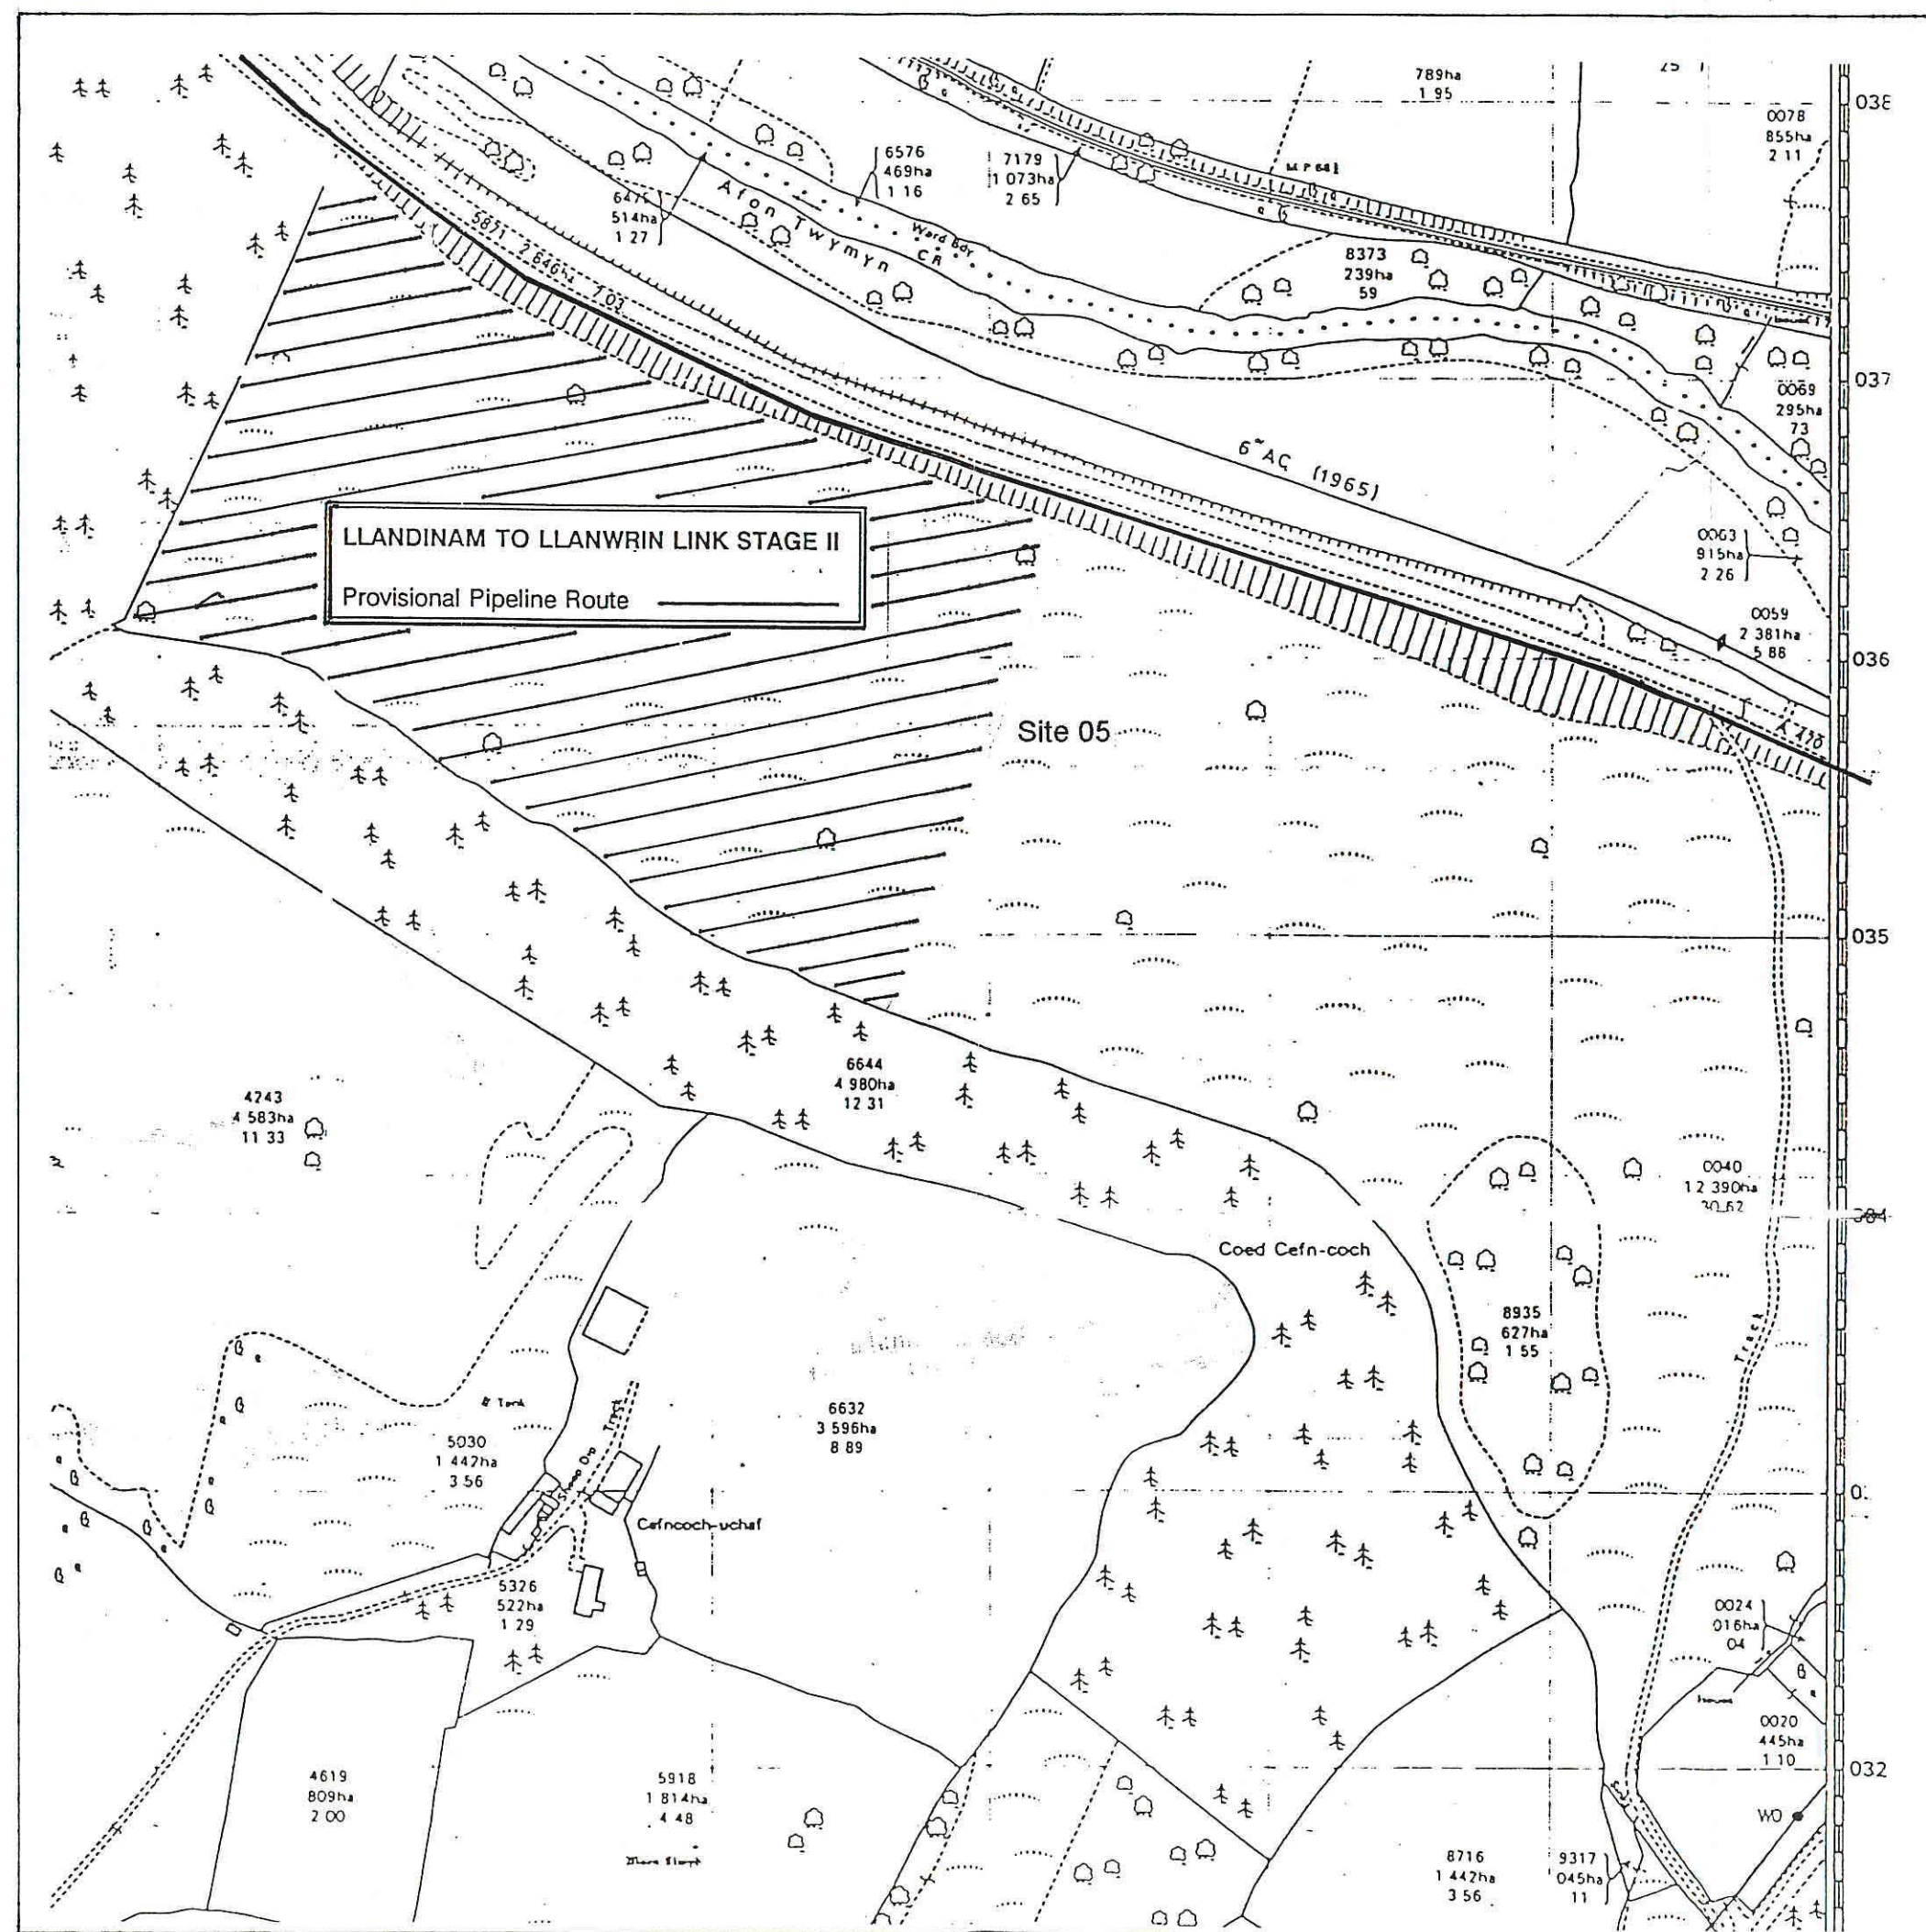 038
789ha
1 95
0078
855ha
2 11
6576
469ha
1 16
7179
1 073ha
2 65
514ha
1 27
Afon Twymyn
Ward Bdy
CR
8373
239ha
59
5871 2 846ha 7 03
037
0069
295ha
73
6" AC (1965)
0063
915ha
2 26
LLANDINAM TO LLANWRIN LINK STAGE II
Provisional Pipeline Route
0059
2 381ha
5 88
036
Site 05
A 470
035
6644
4 980ha
12 31
4243
4 583ha
11 33
0040
12 390ha
30.62
Coed Cefn-coch
8935
627ha
1 55
Track
Tank
Track
6632
3 596ha
8 89
5030
1 442ha
3 56
Sheep Dip
Cefncoch-uchaf
5326
522ha
1 29
0024
016ha
04
0020
445ha
1 10
032
4619
809ha
2 00
5918
1 814ha
4 48
WO
8716
1 442ha
3 56
9317
045ha
11